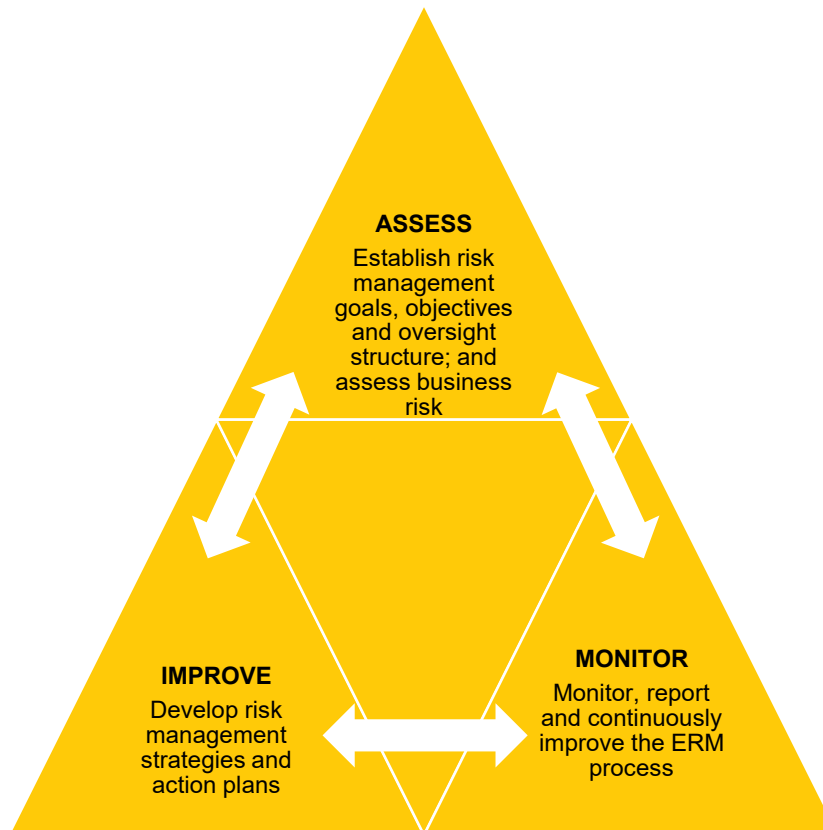 ASSESS
Establish risk
management
goals, objectives
and oversight
structure; and
assess business
risk
IMPROVE
Develop risk
management
strategies and
action plans
MONITOR
Monitor, report
and continuously
improve the ERM
process